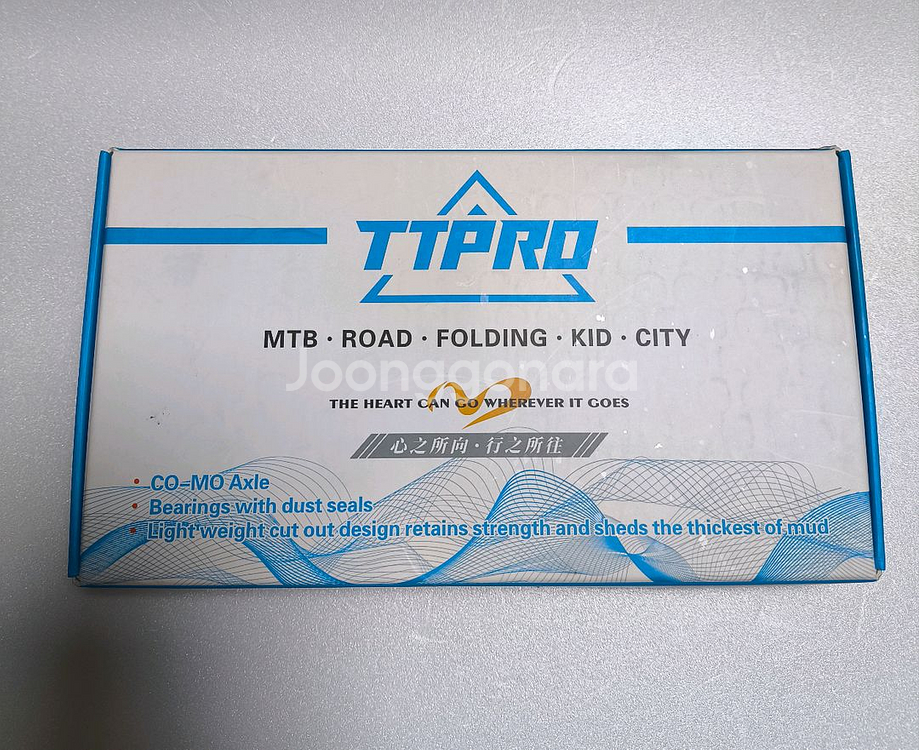 TTPRO
MTB · ROAD · FOLDING · KID · CITY
Joonggonara
THE HEART CAN GO WHEREVER IT GOES
心之所向·行之所往
• CO-MO Axle
• Bearings with dust seals
• Light weight cut out design retains strength and sheds the thickest of mud